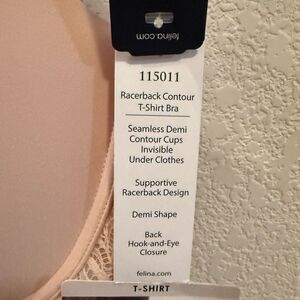 felina.com
115011
Racerback Contour
T-Shirt Bra
Seamless Demi
Contour Cups
Invisible
Under Clothes
Supportive
Racerback Design
Demi Shape
Back
Hook-and-Eye
Closure
felina.com
T-SHIRT